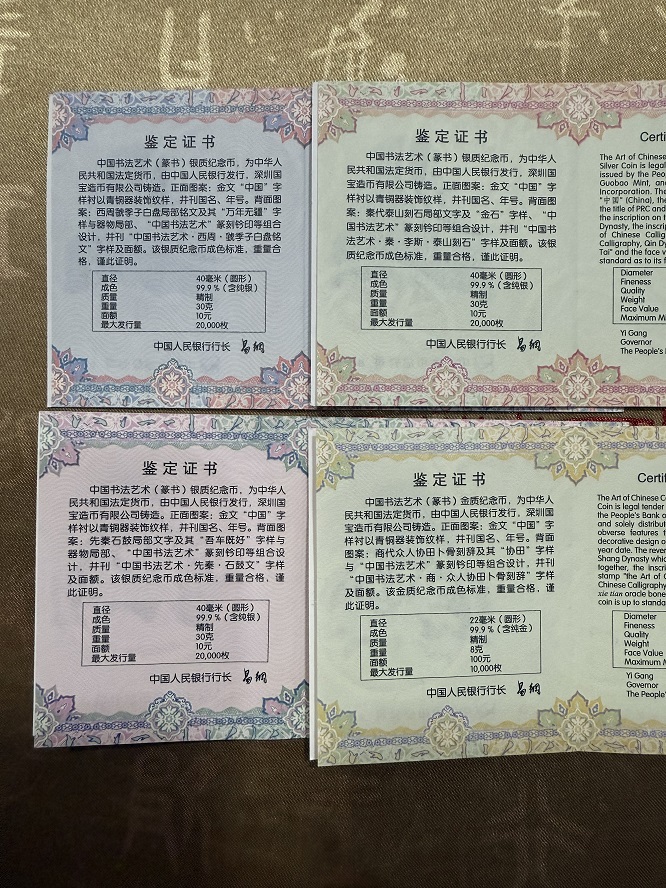 鉴定证书
中国书法艺术（篆书）银质纪念币，为中华人
民共和国法定货币，由中国人民银行发行，深圳国
宝造币有限公司铸造。正面图案：金文“中国”字
样衬以青铜器装饰纹样，并刊国名、年号。背面图
案：西周虢季子白盘局部铭文及其“万年无疆”字
样与器物局部、“中国书法艺术”篆刻钤印等组合
设计，并刊“中国书法艺术·西周·虢季子白盘铭
文”字样及面额。该银质纪念币成色标准，重量合
格，谨此证明。
直径 40毫米（圆形）
成色 99.9％（含纯银）
质量 精制
重量 30克
面额 10元
最大发行量 20,000枚
中国人民银行行长 易纲
鉴定证书
中国书法艺术（篆书）银质纪念币，为中华人
民共和国法定货币，由中国人民银行发行，深圳国
宝造币有限公司铸造。正面图案：金文“中国”字
样衬以青铜器装饰纹样，并刊国名、年号。背面图
案：秦代泰山刻石局部文字及“金石”字样、“中
国书法艺术”篆刻钤印等组合设计，并刊“中国书
法艺术·秦·李斯·泰山刻石”字样及面额。该银
质纪念币成色标准，重量合格，谨此证明。
直径 40毫米（圆形）
成色 99.9％（含纯银）
质量 精制
重量 30克
面额 10元
最大发行量 20,000枚
中国人民银行行长 易纲
Certi
The Art of Chinese
Silver Coin is legal
issued by the Peop
Guobao Mint, and
Incorporation. The
“中国” (China), the
the title of PRC and
the inscription on t
Dynasty, the inscrip
of Chinese Callig
Calligraphy, Qin Dy
Tai” and the face v
standard as to its f
Diameter
Fineness
Quality
Weight
Face Value
Maximum Mi
Yi Gang
Governor
The People's
鉴定证书
中国书法艺术（篆书）银质纪念币，为中华人
民共和国法定货币，由中国人民银行发行，深圳国
宝造币有限公司铸造。正面图案：金文“中国”字
样衬以青铜器装饰纹样，并刊国名、年号。背面图
案：先秦石鼓局部文字及其“吾车既好”字样与
器物局部、“中国书法艺术”篆刻钤印等组合设
计，并刊“中国书法艺术·先秦·石鼓文”字样
及面额。该银质纪念币成色标准，重量合格，谨
此证明。
直径 40毫米（圆形）
成色 99.9％（含纯银）
质量 精制
重量 30克
面额 10元
最大发行量 20,000枚
中国人民银行行长 易纲
鉴定证书
中国书法艺术（篆书）金质纪念币，为中华人
民共和国法定货币，由中国人民银行发行，深圳国
宝造币有限公司铸造。正面图案：金文“中国”字
样衬以青铜器装饰纹样，并刊国名、年号。背面
图案：商代众人协田卜骨刻辞及其“协田”字样
与“中国书法艺术”篆刻钤印等组合设计，并刊
“中国书法艺术·商·众人协田卜骨刻辞”字样
及面额。该金质纪念币成色标准，重量合格，谨
此证明。
直径 22毫米（圆形）
成色 99.9％（含纯金）
质量 精制
重量 8克
面额 100元
最大发行量 10,000枚
中国人民银行行长 易纲
Certif
The Art of Chinese C
Coin is legal tender
the People's Bank o
and solely distribut
obverse features t
decorative design o
year date. The rever
Shang Dynasty which
together, the inscri
stamp “the Art of C
Chinese Calligraphy
xie tian oracle bone
coin is up to standar
Diameter
Fineness
Quality
Weight
Face Value
Maximum M
Yi Gang
Governor
The People'